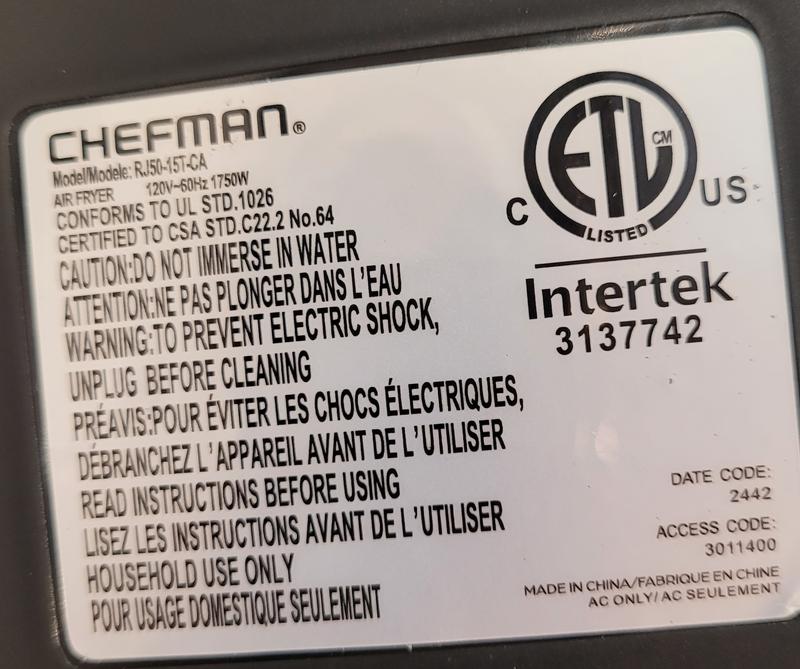 CHEFMAN®
Model/Modele: RJ50-15T-CA
AIR FRYER 120V~60Hz 1750W
CONFORMS TO UL STD.1026
CERTIFIED TO CSA STD.C22.2 No.64
CAUTION:DO NOT IMMERSE IN WATER
ATTENTION:NE PAS PLONGER DANS L'EAU
WARNING:TO PREVENT ELECTRIC SHOCK,
UNPLUG BEFORE CLEANING
PRÉAVIS:POUR ÉVITER LES CHOCS ÉLECTRIQUES,
DÉBRANCHEZ L'APPAREIL AVANT DE L'UTILISER
READ INSTRUCTIONS BEFORE USING
LISEZ LES INSTRUCTIONS AVANT DE L'UTILISER
HOUSEHOLD USE ONLY
POUR USAGE DOMESTIQUE SEULEMENT
ETL CM
C US
LISTED
Intertek
3137742
DATE CODE:
2442
ACCESS CODE:
3011400
MADE IN CHINA/FABRIQUE EN CHINE
AC ONLY/ AC SEULEMENT